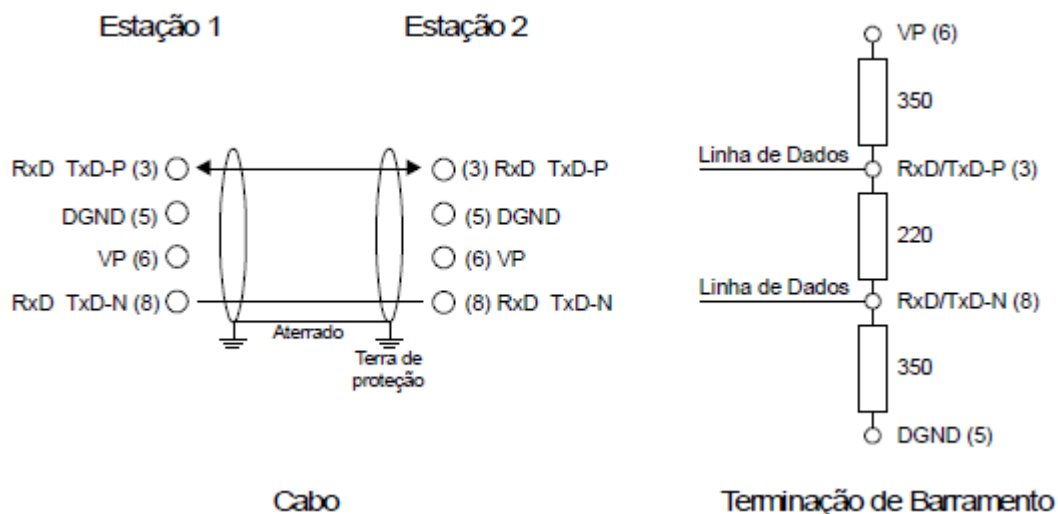 Estação 1
Estação 2
RxD TxD-P (3)
(3) RxD TxD-P
DGND (5)
(5) DGND
VP (6)
(6) VP
RxD TxD-N (8)
(8) RxD TxD-N
Aterrado
Terra de
proteção
Cabo
VP (6)
350
Linha de Dados
RxD/TxD-P (3)
220
Linha de Dados
RxD/TxD-N (8)
350
DGND (5)
Terminação de Barramento